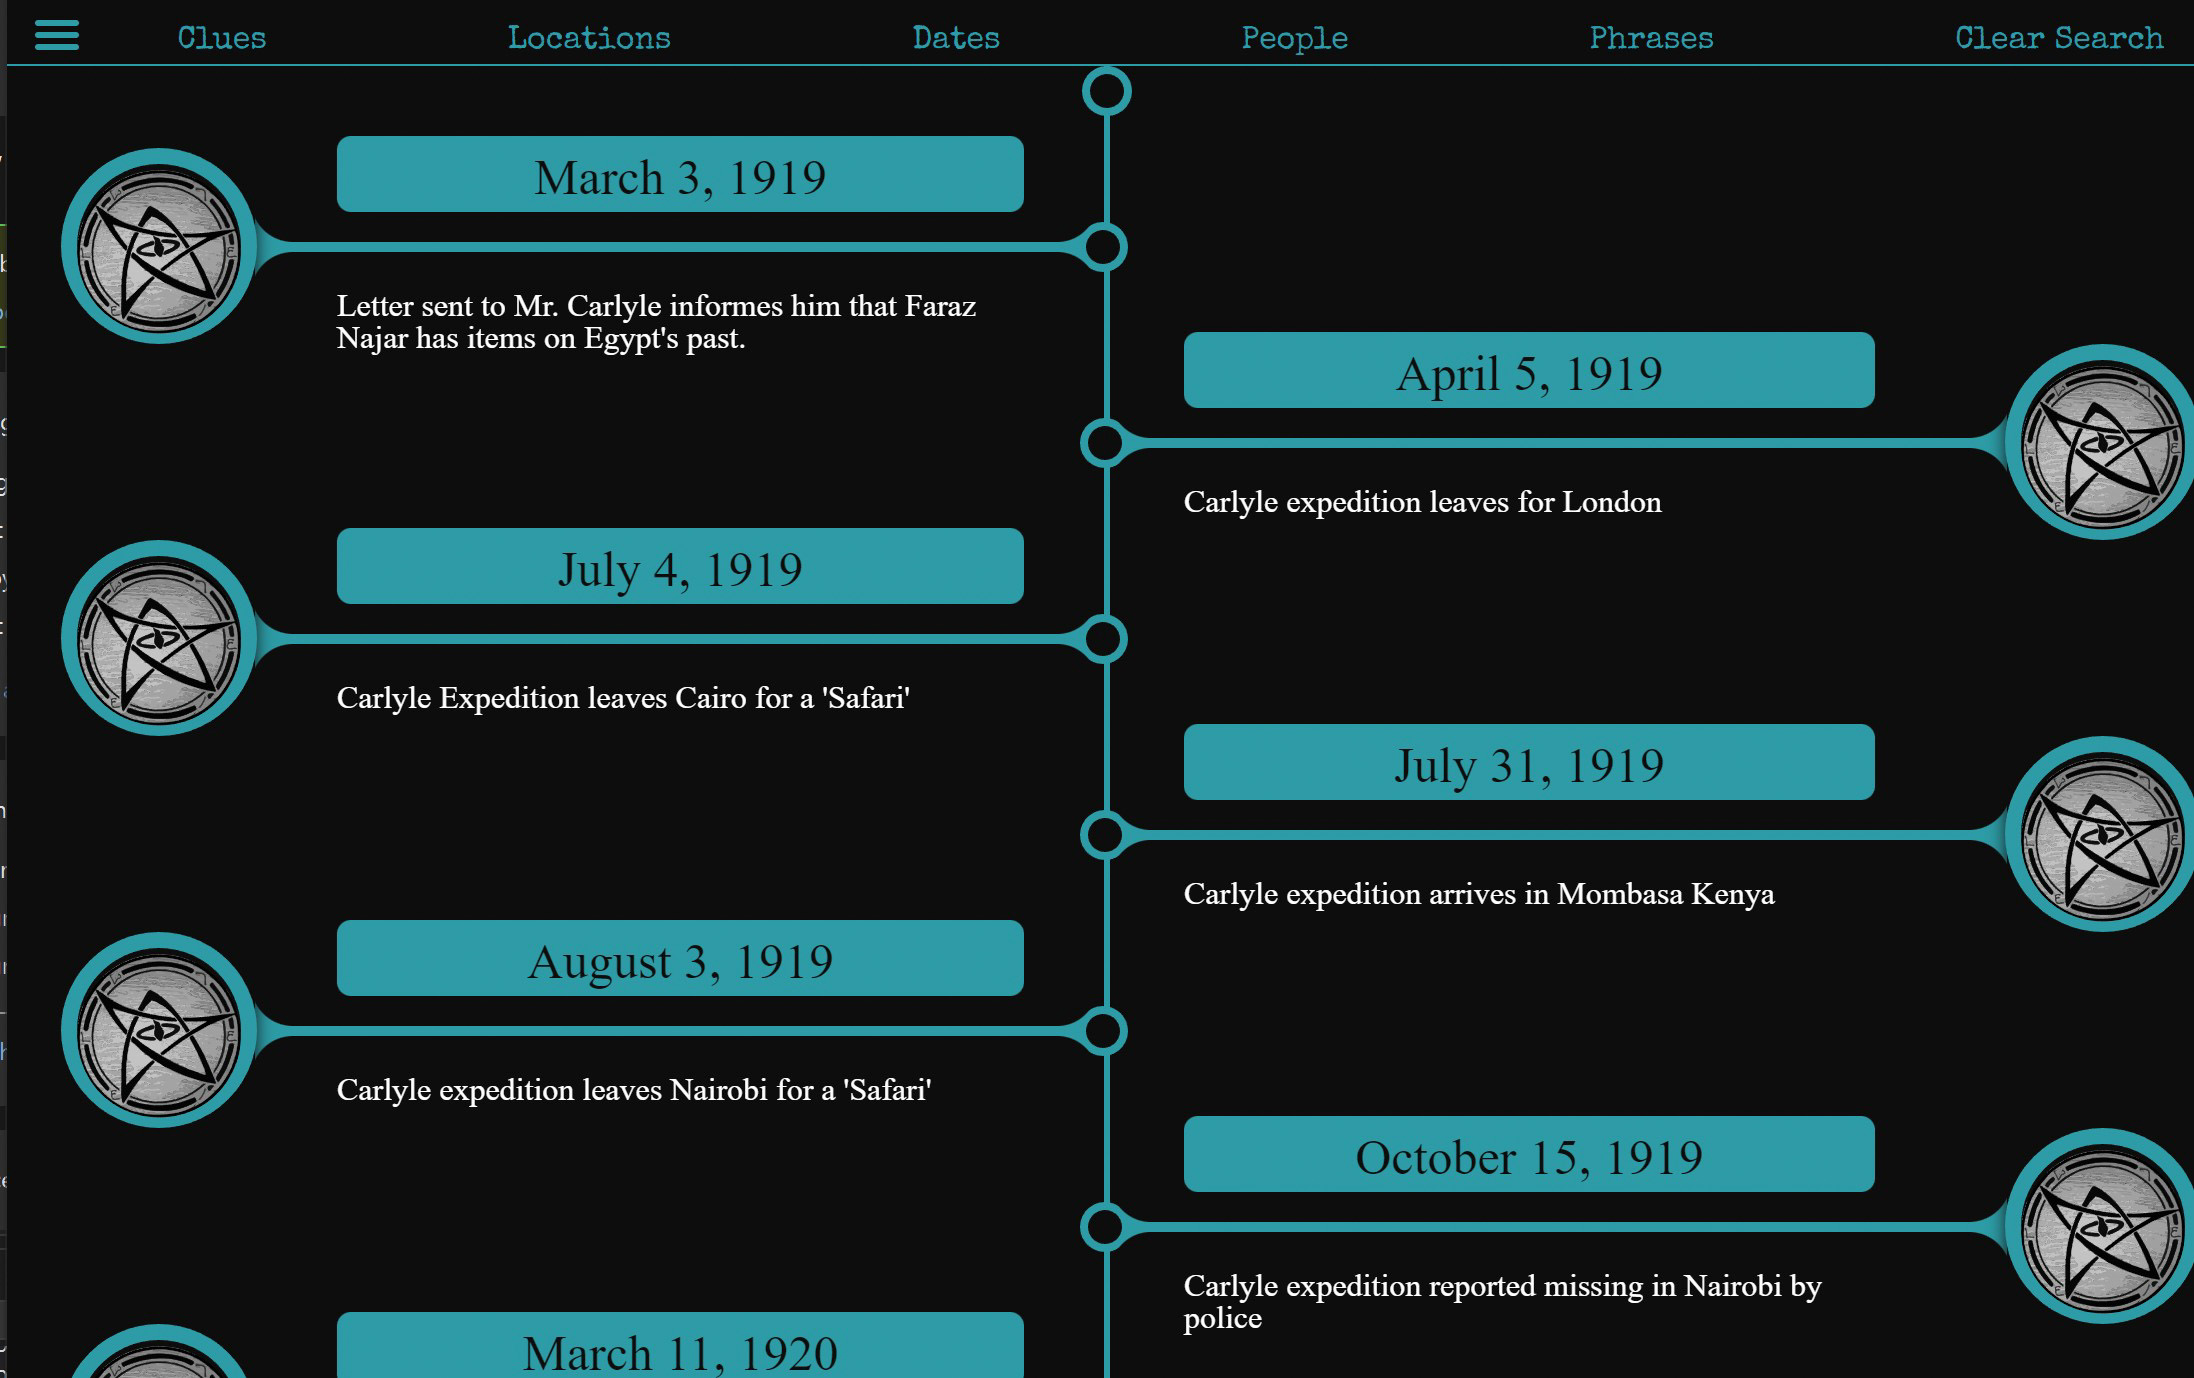 Clues
Locations
Dates
People
Phrases
Clear Search
March 3, 1919
Letter sent to Mr. Carlyle informes him that Faraz
Najar has items on Egypt's past.
April 5, 1919
Carlyle expedition leaves for London
July 4, 1919
Carlyle Expedition leaves Cairo for a 'Safari'
July 31, 1919
Carlyle expedition arrives in Mombasa Kenya
August 3, 1919
Carlyle expedition leaves Nairobi for a 'Safari'
October 15, 1919
Carlyle expedition reported missing in Nairobi by
police
March 11, 1920